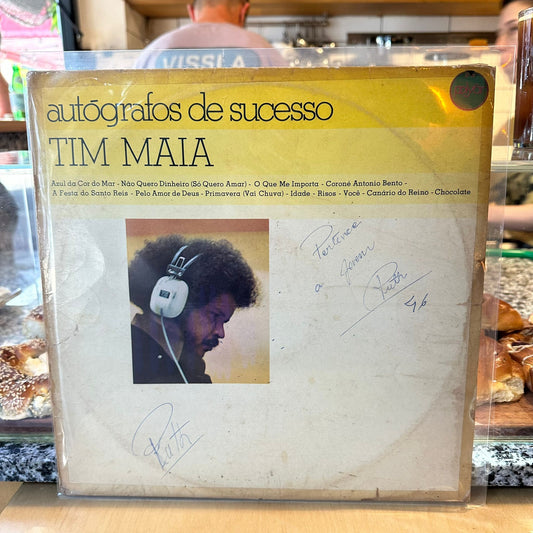 VISSLA
autógrafos de sucesso
TIM MAIA
Azul da Cor do Mar - Não Quero Dinheiro (Só Quero Amar) - O Que Me Importa - Coroné Antonio Bento -
A Festa do Santo Reis - Pelo Amor de Deus - Primavera (Vai Chuva) - Idade - Risos - Você - Canário do Reino - Chocolate
Pertence
a
Ruth
Ruth